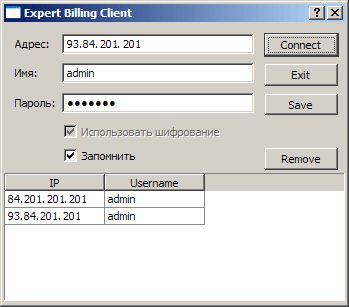 Expert Billing Client
Адрес: 93.84.201.201 Connect
Имя: admin Exit
Пароль: ●●●●●●● Save
Использовать шифрование
Запомнить Remove
IP Username
84.201.201.201 admin
93.84.201.201 admin